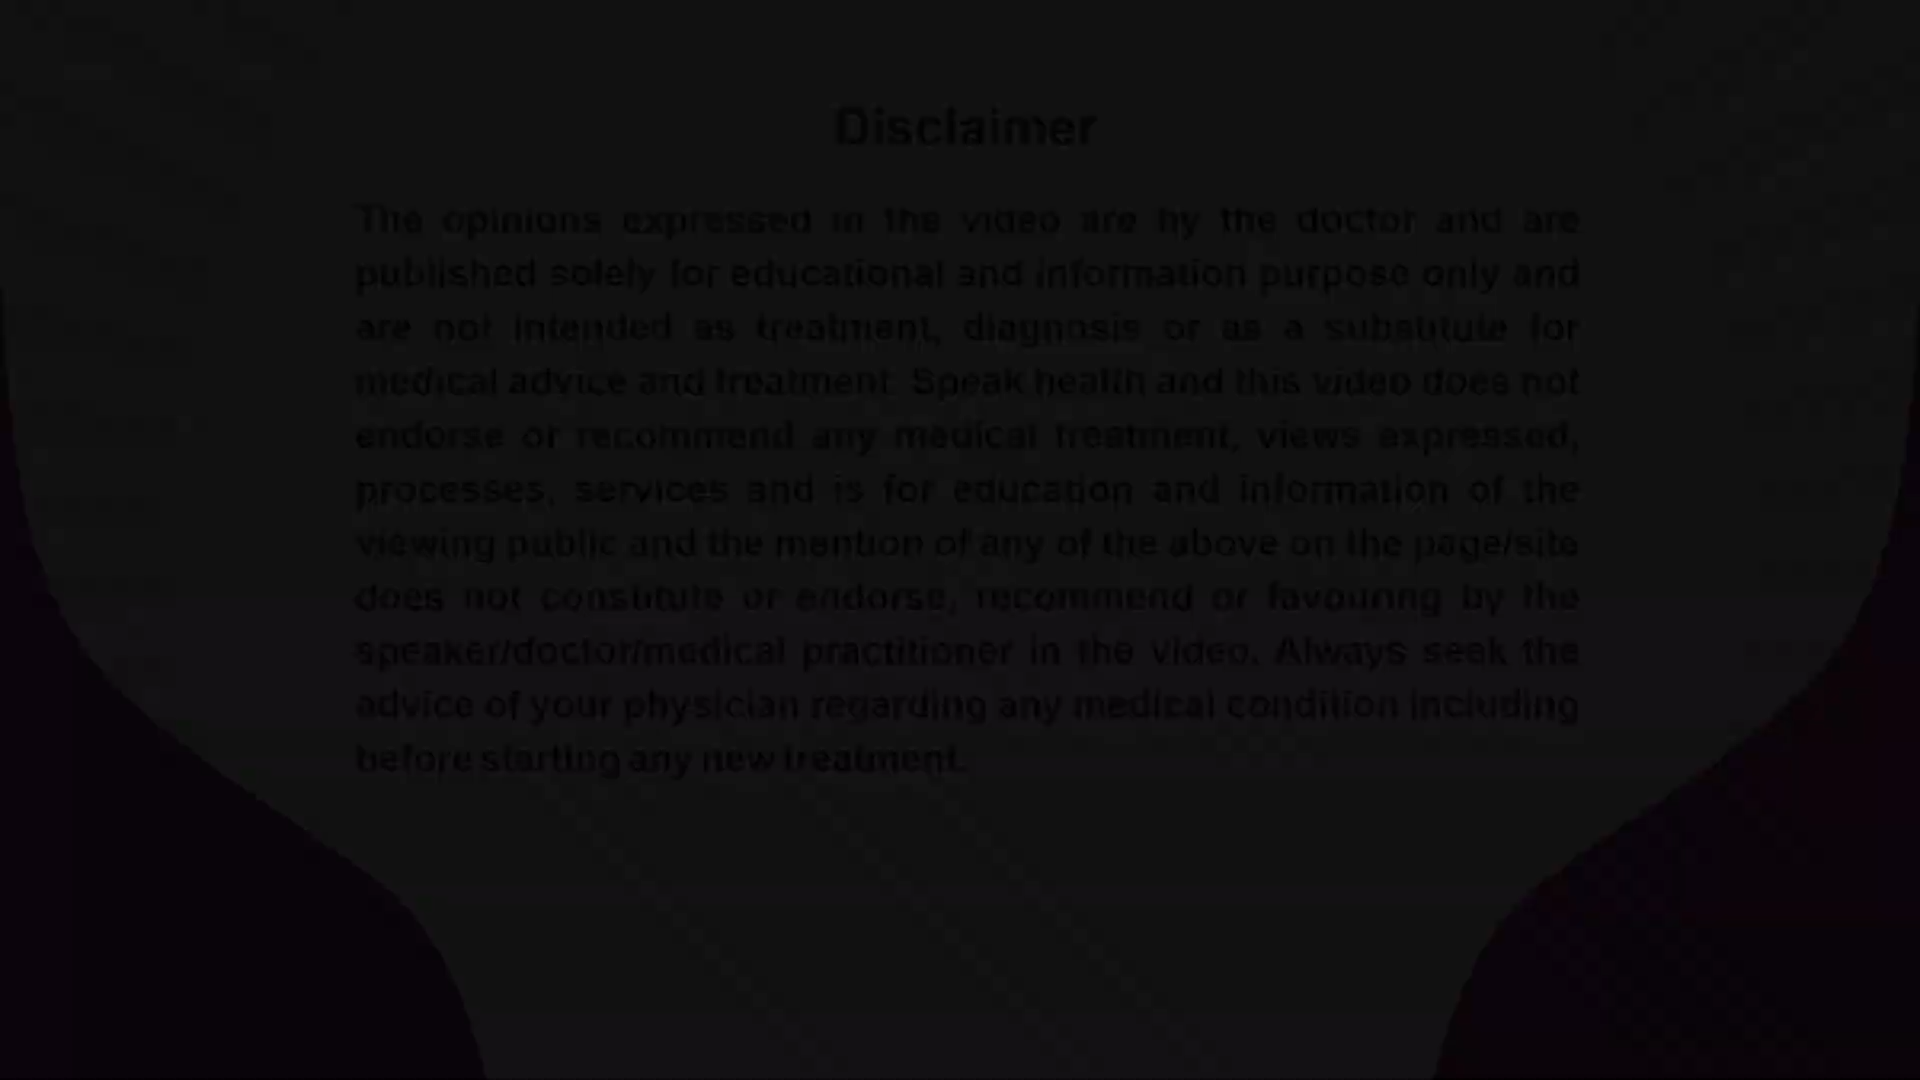 Disclaimer
The opinions expressed in the video are by the doctor and are
published solely for educational and information purpose only and
are not intended as treatment, diagnosis or as a substitute for
medical advice and treatment. Speak health and this video does not
endorse or recommend any medical treatment, views expressed,
processes, services and is for education and information of the
viewing public and the mention of any of the above on the page/site
does not constitute or endorse, recommend or favouring by the
speaker/doctor/medical practitioner in the video. Always seek the
advice of your physician regarding any medical condition including
before starting any new treatment.